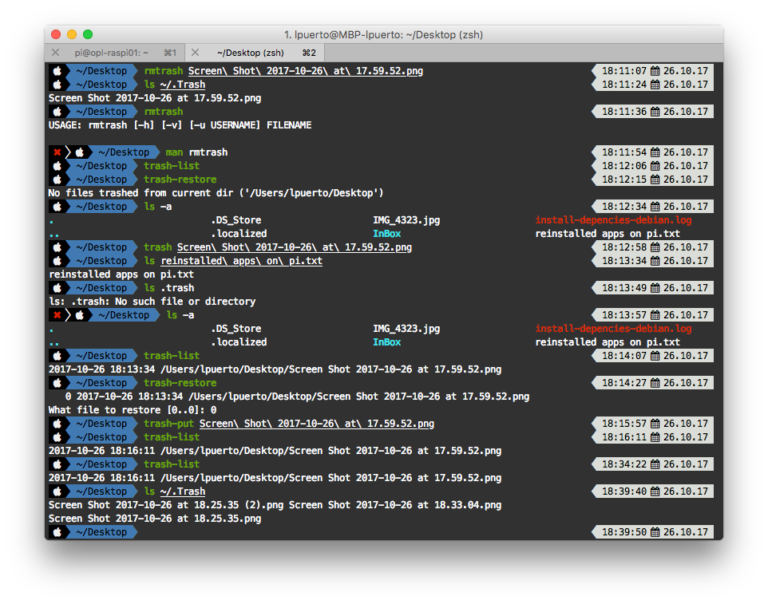 1. lpuerto@MBP-lpuerto: ~/Desktop (zsh)
pi@opl-raspi01: ~ ⌘1 ~/Desktop (zsh) ⌘2
~/Desktop rmtrash Screen\ Shot\ 2017-10-26\ at\ 17.59.52.png 18:11:07 26.10.17
~/Desktop ls ~/.Trash 18:11:24 26.10.17
Screen Shot 2017-10-26 at 17.59.52.png
~/Desktop rmtrash 18:11:36 26.10.17
USAGE: rmtrash [-h] [-v] [-u USERNAME] FILENAME
✖ ~/Desktop man rmtrash 18:11:54 26.10.17
~/Desktop trash-list 18:12:06 26.10.17
~/Desktop trash-restore 18:12:15 26.10.17
No files trashed from current dir ('/Users/lpuerto/Desktop')
~/Desktop ls -a 18:12:34 26.10.17
. .DS_Store IMG_4323.jpg install-depencies-debian.log
.. .localized InBox reinstalled apps on pi.txt
~/Desktop trash Screen\ Shot\ 2017-10-26\ at\ 17.59.52.png 18:12:58 26.10.17
~/Desktop ls reinstalled\ apps\ on\ pi.txt 18:13:34 26.10.17
reinstalled apps on pi.txt
~/Desktop ls .trash 18:13:49 26.10.17
ls: .trash: No such file or directory
✖ ~/Desktop ls -a 18:13:57 26.10.17
. .DS_Store IMG_4323.jpg install-depencies-debian.log
.. .localized InBox reinstalled apps on pi.txt
~/Desktop trash-list 18:14:07 26.10.17
2017-10-26 18:13:34 /Users/lpuerto/Desktop/Screen Shot 2017-10-26 at 17.59.52.png
~/Desktop trash-restore 18:14:27 26.10.17
0 2017-10-26 18:13:34 /Users/lpuerto/Desktop/Screen Shot 2017-10-26 at 17.59.52.png
What file to restore [0..0]: 0
~/Desktop trash-put Screen\ Shot\ 2017-10-26\ at\ 17.59.52.png 18:15:57 26.10.17
~/Desktop trash-list 18:16:11 26.10.17
2017-10-26 18:16:11 /Users/lpuerto/Desktop/Screen Shot 2017-10-26 at 17.59.52.png
~/Desktop trash-list 18:34:22 26.10.17
2017-10-26 18:16:11 /Users/lpuerto/Desktop/Screen Shot 2017-10-26 at 17.59.52.png
~/Desktop ls ~/.Trash 18:39:40 26.10.17
Screen Shot 2017-10-26 at 18.25.35 (2).png Screen Shot 2017-10-26 at 18.33.04.png
Screen Shot 2017-10-26 at 18.25.35.png
~/Desktop 18:39:50 26.10.17